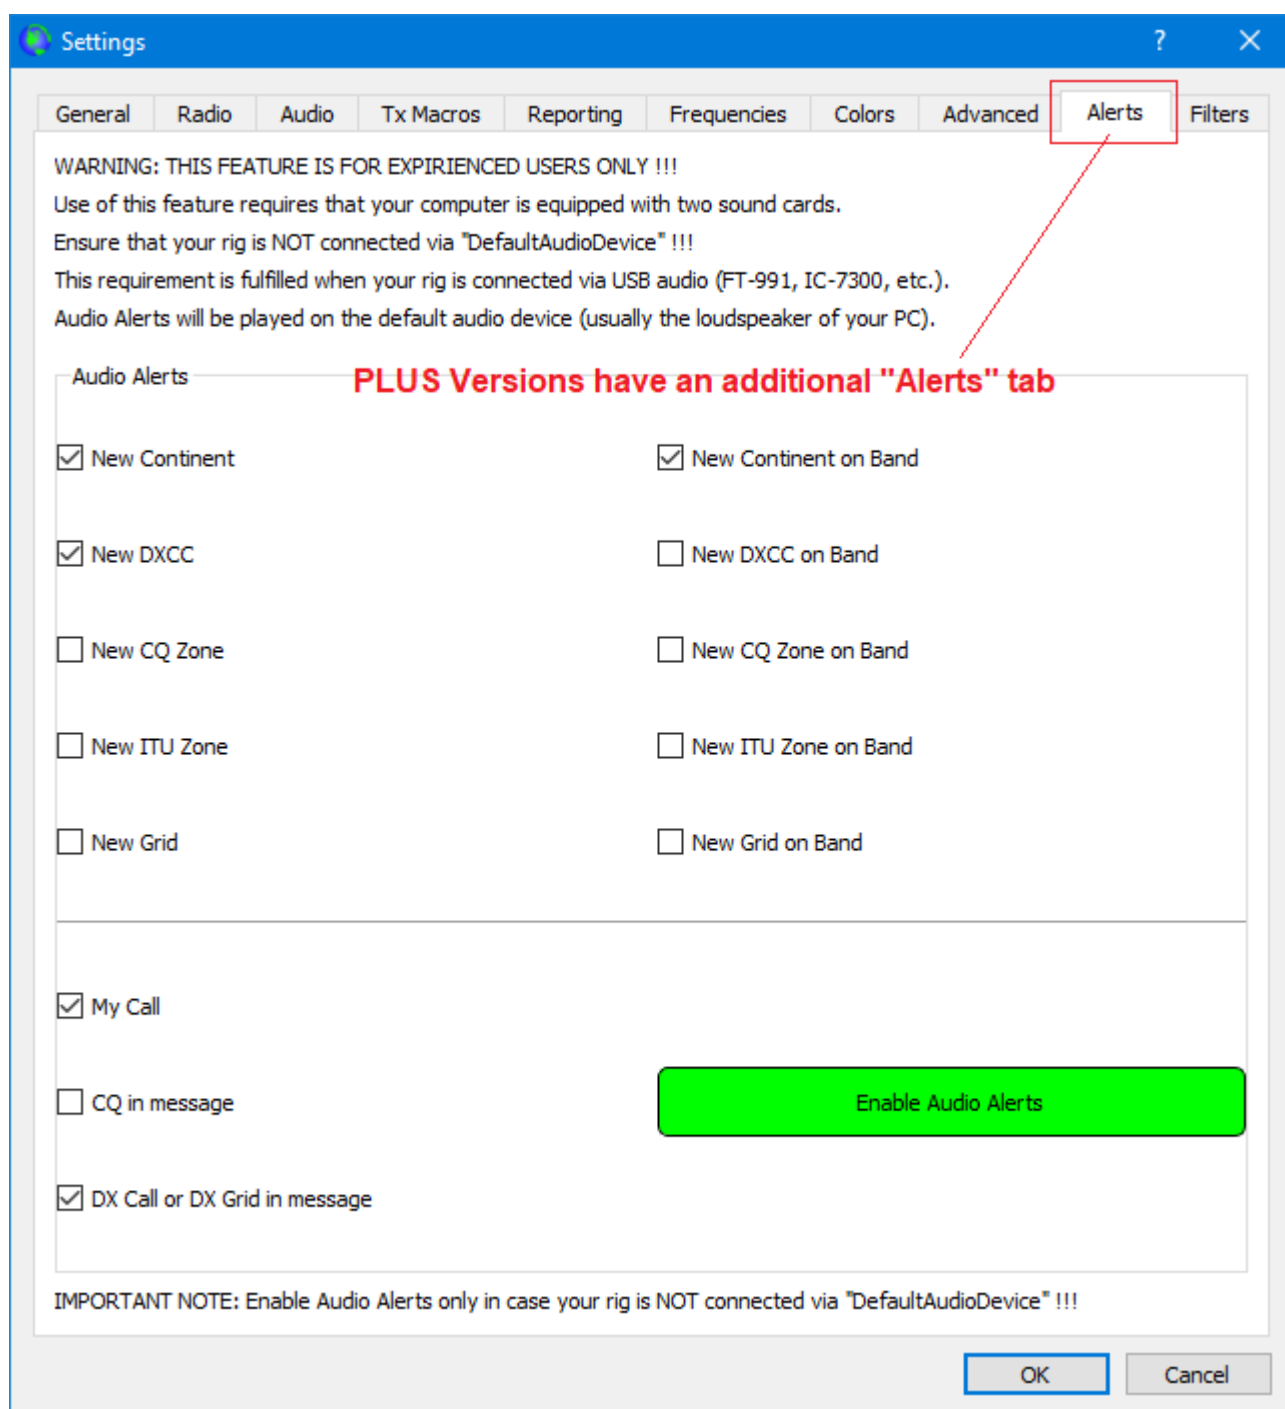 Settings
?
General Radio Audio Tx Macros Reporting Frequencies Colors Advanced Alerts Filters
WARNING: THIS FEATURE IS FOR EXPIRIENCED USERS ONLY !!!
Use of this feature requires that your computer is equipped with two sound cards.
Ensure that your rig is NOT connected via "DefaultAudioDevice" !!!
This requirement is fulfilled when your rig is connected via USB audio (FT-991, IC-7300, etc.).
Audio Alerts will be played on the default audio device (usually the loudspeaker of your PC).
Audio Alerts
PLUS Versions have an additional "Alerts" tab
New Continent New Continent on Band
New DXCC New DXCC on Band
New CQ Zone New CQ Zone on Band
New ITU Zone New ITU Zone on Band
New Grid New Grid on Band
My Call
CQ in message Enable Audio Alerts
DX Call or DX Grid in message
IMPORTANT NOTE: Enable Audio Alerts only in case your rig is NOT connected via "DefaultAudioDevice" !!!
OK Cancel